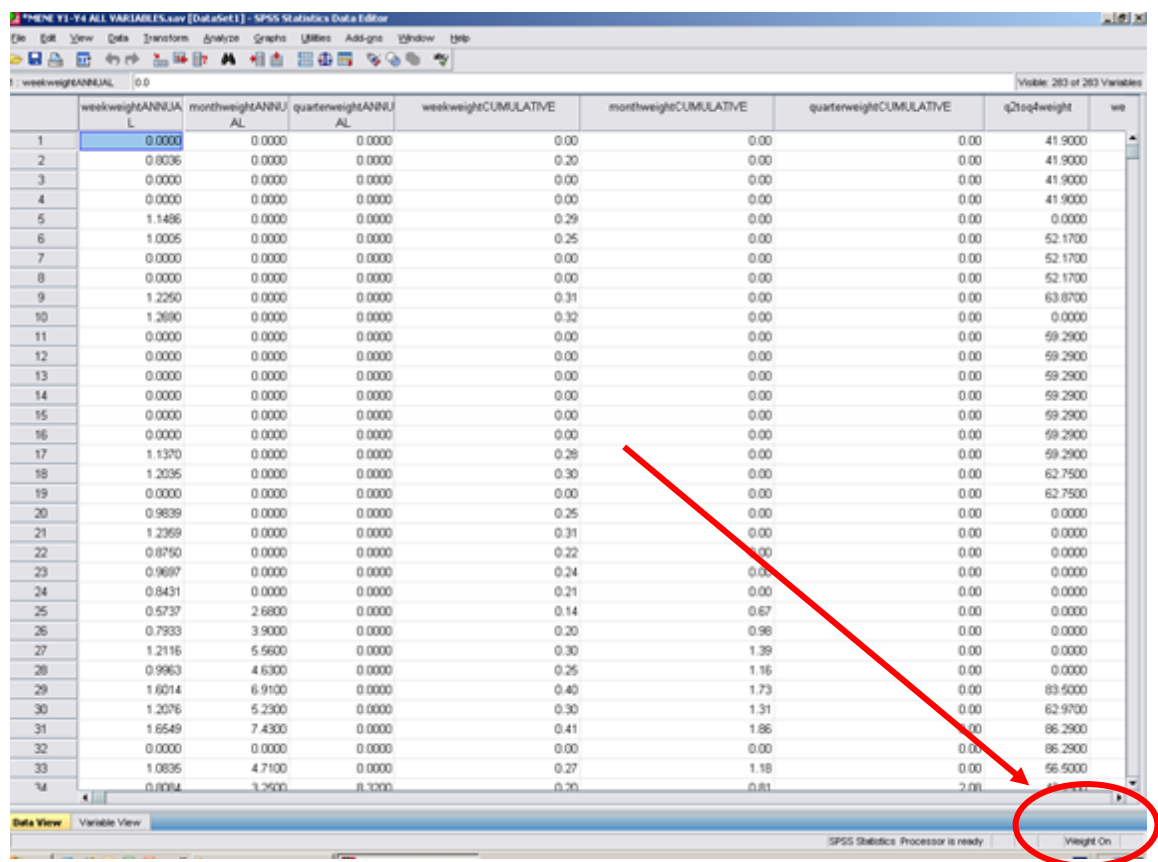 *MENE Y1-Y4 ALL VARIABLES.sav [DataSet1] - SPSS Statistics Data Editor
File Edit View Data Transform Analyze Graphs Utilities Add-ons Window Help
1 : weekweightANNUAL 0.0 Visible: 283 of 283 Variables
weekweightANNUAL monthweightANNUAL quarterweightANNUAL weekweightCUMULATIVE monthweightCUMULATIVE quarterweightCUMULATIVE q2toq4weight we
1 0.0000 0.0000 0.0000 0.00 0.00 0.00 41.9000
2 0.8036 0.0000 0.0000 0.20 0.00 0.00 41.9000
3 0.0000 0.0000 0.0000 0.00 0.00 0.00 41.9000
4 0.0000 0.0000 0.0000 0.00 0.00 0.00 41.9000
5 1.1486 0.0000 0.0000 0.29 0.00 0.00 0.0000
6 1.0005 0.0000 0.0000 0.25 0.00 0.00 52.1700
7 0.0000 0.0000 0.0000 0.00 0.00 0.00 52.1700
8 0.0000 0.0000 0.0000 0.00 0.00 0.00 52.1700
9 1.2250 0.0000 0.0000 0.31 0.00 0.00 63.8700
10 1.2690 0.0000 0.0000 0.32 0.00 0.00 0.0000
11 0.0000 0.0000 0.0000 0.00 0.00 0.00 59.2900
12 0.0000 0.0000 0.0000 0.00 0.00 0.00 59.2900
13 0.0000 0.0000 0.0000 0.00 0.00 0.00 59.2900
14 0.0000 0.0000 0.0000 0.00 0.00 0.00 59.2900
15 0.0000 0.0000 0.0000 0.00 0.00 0.00 59.2900
16 0.0000 0.0000 0.0000 0.00 0.00 0.00 59.2900
17 1.1370 0.0000 0.0000 0.28 0.00 0.00 59.2900
18 1.2035 0.0000 0.0000 0.30 0.00 0.00 62.7500
19 0.0000 0.0000 0.0000 0.00 0.00 0.00 62.7500
20 0.9839 0.0000 0.0000 0.25 0.00 0.00 0.0000
21 1.2359 0.0000 0.0000 0.31 0.00 0.00 0.0000
22 0.8750 0.0000 0.0000 0.22 0.00 0.00 0.0000
23 0.9697 0.0000 0.0000 0.24 0.00 0.00 0.0000
24 0.8431 0.0000 0.0000 0.21 0.00 0.00 0.0000
25 0.5737 2.6800 0.0000 0.14 0.67 0.00 0.0000
26 0.7933 3.9000 0.0000 0.20 0.98 0.00 0.0000
27 1.2116 5.5600 0.0000 0.30 1.39 0.00 0.0000
28 0.9963 4.6300 0.0000 0.25 1.16 0.00 0.0000
29 1.6014 6.9100 0.0000 0.40 1.73 0.00 83.5000
30 1.2076 5.2300 0.0000 0.30 1.31 0.00 62.9700
31 1.6549 7.4300 0.0000 0.41 1.86 0.00 86.2900
32 0.0000 0.0000 0.0000 0.00 0.00 0.00 86.2900
33 1.0835 4.7100 0.0000 0.27 1.18 0.00 56.5000
34 0.8084 3.2500 8.3200 0.20 0.81 2.08
Data View Variable View
SPSS Statistics Processor is ready Weight On